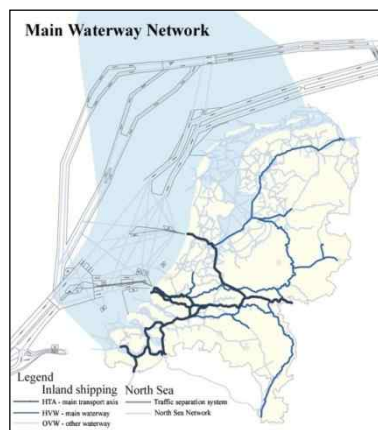 Main Waterway Network
Legend
Inland shipping
HTA - main transport axis
HVW - main waterway
OVW - other waterway
North Sea
Traffic separation system
North Sea Network